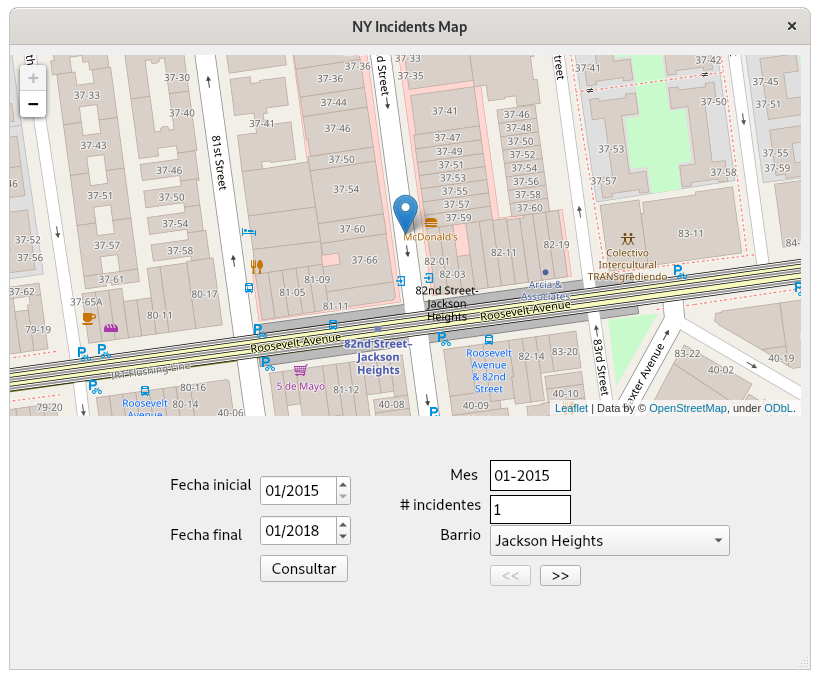 NY Incidents Map
×
+
−
37-33
37-30
37-40
37-43
37-46
37-51
37-50
37-54
37-57
37-58
37-52
37-56
37-61
37-62
37-65A
79-19
80-17
80-11
79-20
80-16
80-14
40-06
81st Street
37-41
37-36
37-36
37-44
37-46
37-50
37-54
37-60
37-66
81-09
81-05
81-11
d Street
37-33
37-35
37-41
37-47
37-49
37-51
37-53
37-55
37-57
37-59
McDonald's
82-01
82-03
82-11
82-19
37-46
37-48
37-50
37-52
37-54
37-56
37-58
37-60
treet
37-41
37-42
37-50
37-53
37-57
37-45
37-51
37-55
37-59
83-11
84-
Colectivo
Intercultural
TRANSgrediendo
Arcia &
Associates
82nd Street-
Jackson
Heights
Roosevelt Avenue
Roosevelt Avenue
82nd Street–
Jackson
Heights
IRT Flushing Line
Roosevelt
Avenue
5 de Mayo
81-12
40-08
40-09
Roosevelt
Avenue
& 82nd
Street
82-14
83-20
40-10
83rd Street
axter Avenue
83-22
40-02
40-19
Leaflet | Data by © OpenStreetMap, under ODbL.
Fecha inicial
01/2015
Fecha final
01/2018
Consultar
Mes
01-2015
# incidentes
1
Barrio
Jackson Heights
<<
>>